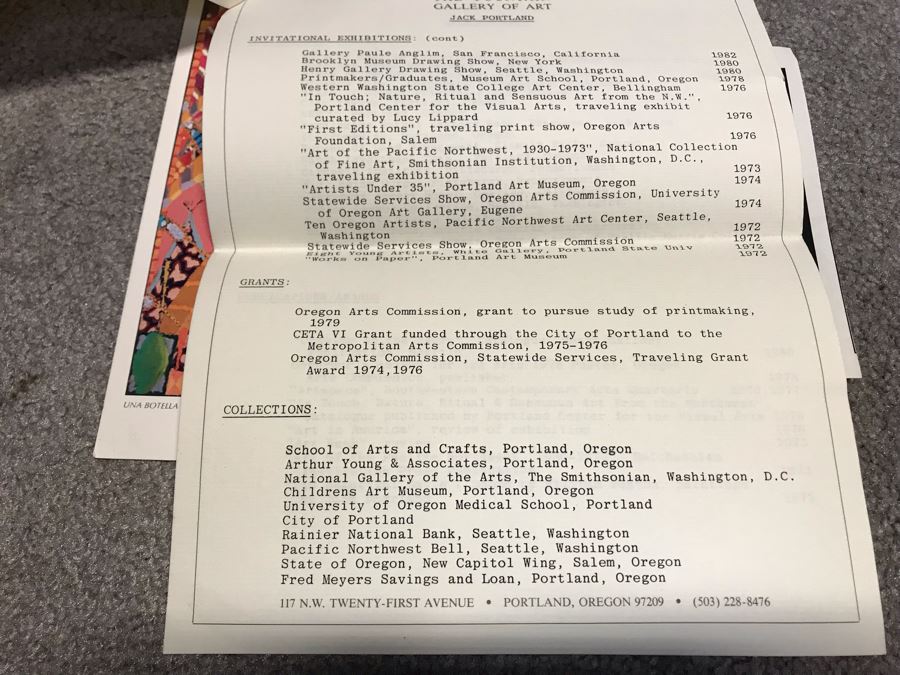 GALLERY OF ART
JACK PORTLAND
INVITATIONAL EXHIBITIONS: (cont)
Gallery Paule Anglim, San Francisco, California 1982
Brooklyn Museum Drawing Show, New York 1980
Henry Gallery Drawing Show, Seattle, Washington 1980
Printmakers/Graduates, Museum Art School, Portland, Oregon 1978
Western Washington State College Art Center, Bellingham 1976
"In Touch; Nature, Ritual and Sensuous Art from the N.W.",
Portland Center for the Visual Arts, traveling exhibit
curated by Lucy Lippard 1976
"First Editions", traveling print show, Oregon Arts
Foundation, Salem 1976
"Art of the Pacific Northwest, 1930-1973", National Collection
of Fine Art, Smithsonian Institution, Washington, D.C.,
traveling exhibition 1973
"Artists Under 35", Portland Art Museum, Oregon 1974
Statewide Services Show, Oregon Arts Commission, University
of Oregon Art Gallery, Eugene 1974
Ten Oregon Artists, Pacific Northwest Art Center, Seattle,
Washington 1972
Statewide Services Show, Oregon Arts Commission 1972
Eight Young Artists, White Gallery, Portland State Univ 1972
"Works on Paper", Portland Art Museum 1972
GRANTS:
Oregon Arts Commission, grant to pursue study of printmaking,
1979
CETA VI Grant funded through the City of Portland to the
Metropolitan Arts Commission, 1975-1976
Oregon Arts Commission, Statewide Services, Traveling Grant
Award 1974,1976
UNA BOTELLA
COLLECTIONS:
School of Arts and Crafts, Portland, Oregon
Arthur Young & Associates, Portland, Oregon
National Gallery of the Arts, The Smithsonian, Washington, D.C.
Childrens Art Museum, Portland, Oregon
University of Oregon Medical School, Portland
City of Portland
Rainier National Bank, Seattle, Washington
Pacific Northwest Bell, Seattle, Washington
State of Oregon, New Capitol Wing, Salem, Oregon
Fred Meyers Savings and Loan, Portland, Oregon
117 N.W. TWENTY-FIRST AVENUE • PORTLAND, OREGON 97209 • (503) 228-8476